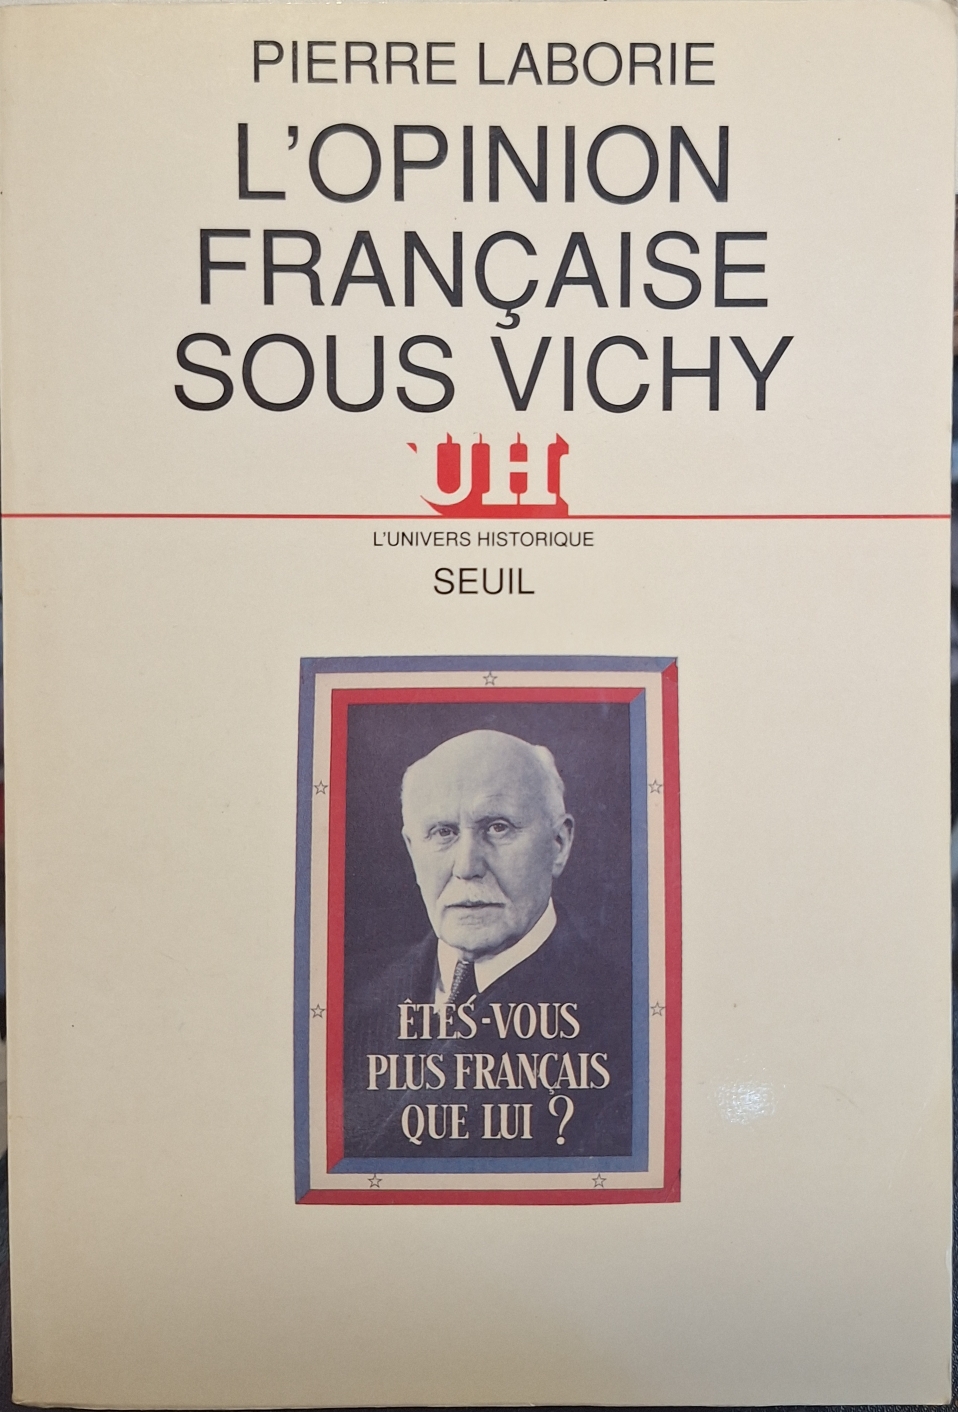 PIERRE LABORIE
L'OPINION
FRANÇAISE
SOUS VICHY
UH
L'UNIVERS HISTORIQUE
SEUIL
ÊTES-VOUS
PLUS FRANÇAIS
QUE LUI ?